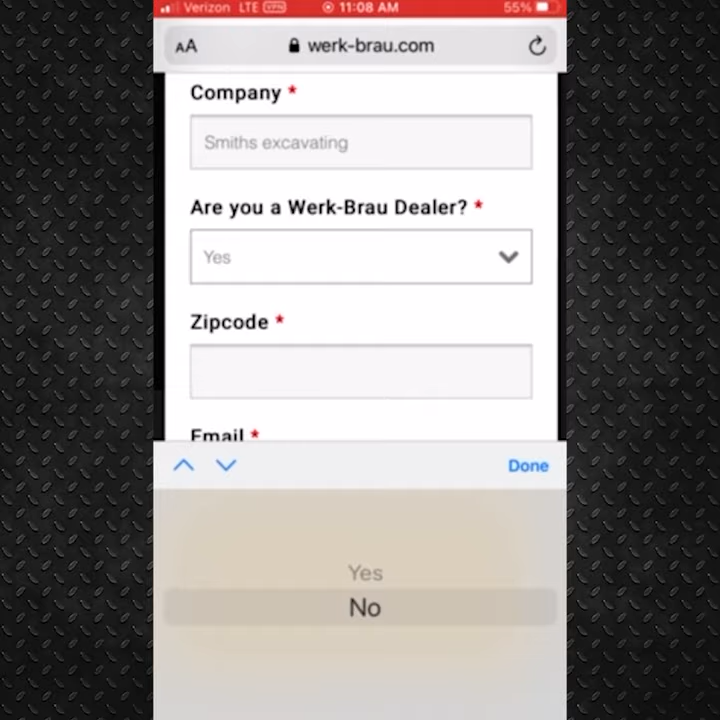 Verizon LTE VPN 11:08 AM 55%
AA werk-brau.com
Company *
Smiths excavating
Are you a Werk-Brau Dealer? *
Yes
Zipcode *
Email *
Done
Yes
No